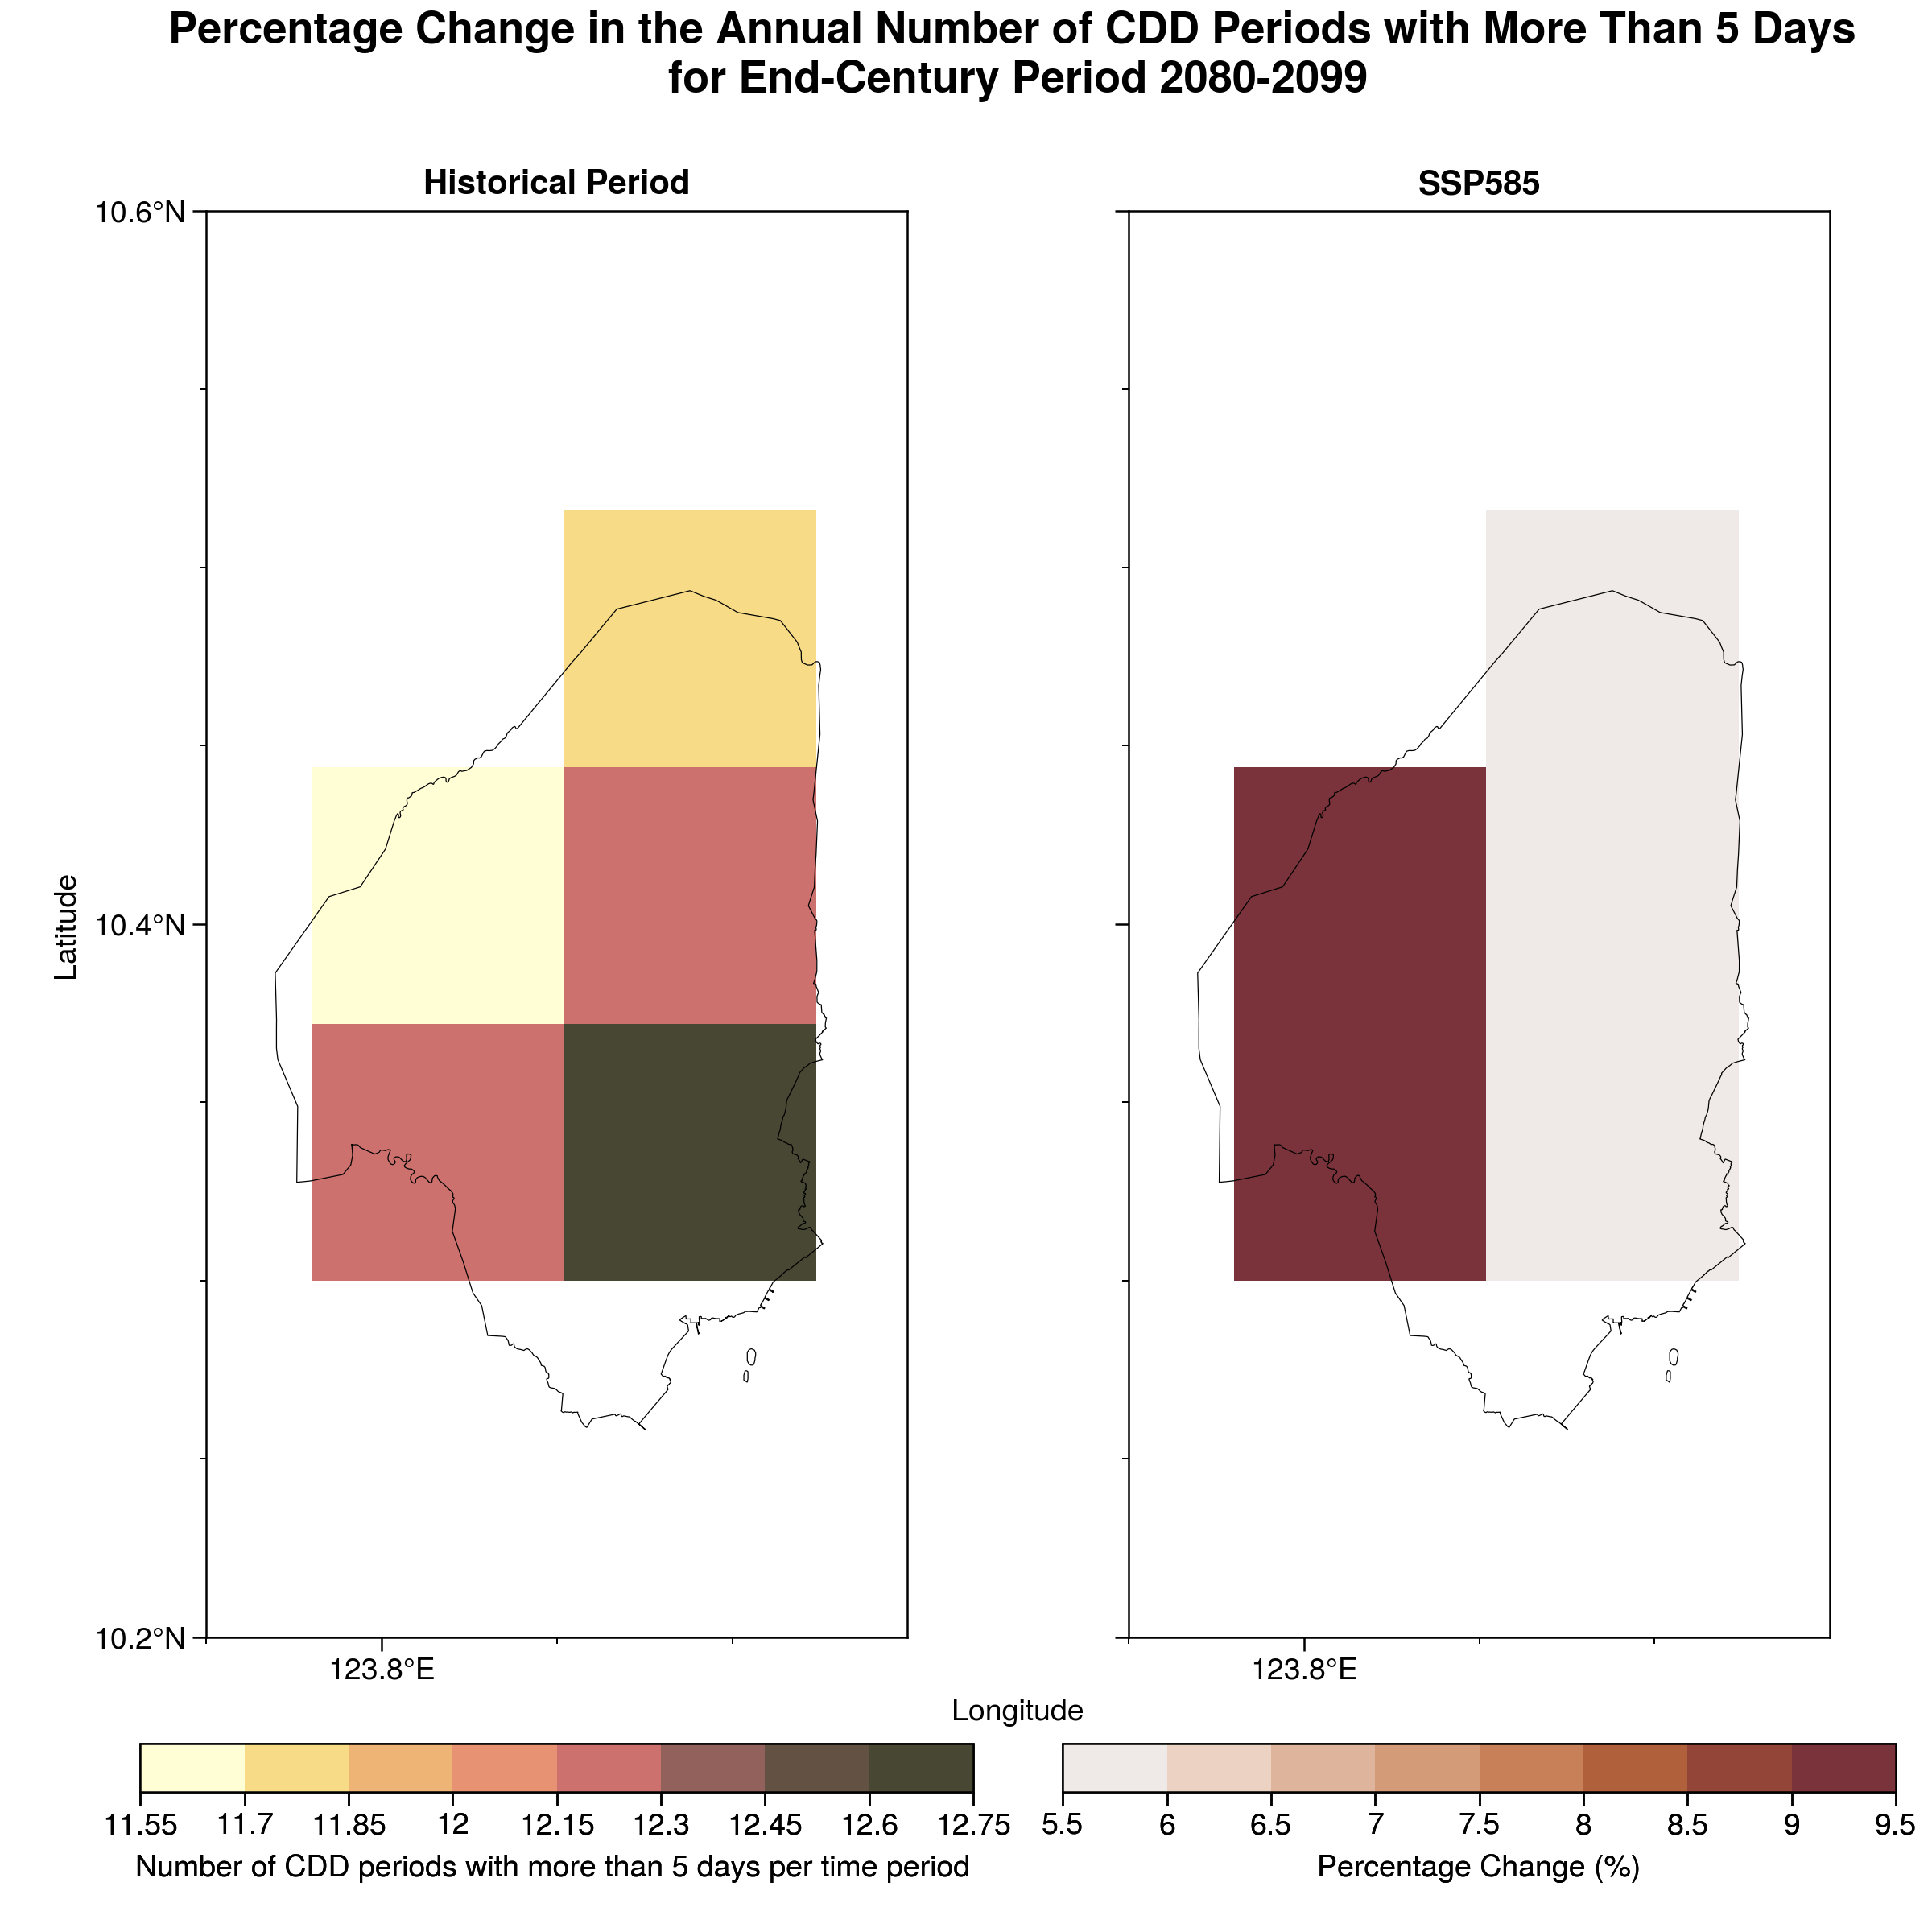 Percentage Change in the Annual Number of CDD Periods with More Than 5 Days
for End-Century Period 2080-2099
Historical Period
SSP585
10.6°N
10.4°N
10.2°N
Latitude
123.8°E
123.8°E
Longitude
11.55 11.7 11.85 12 12.15 12.3 12.45 12.6 12.75
Number of CDD periods with more than 5 days per time period
5.5 6 6.5 7 7.5 8 8.5 9 9.5
Percentage Change (%)